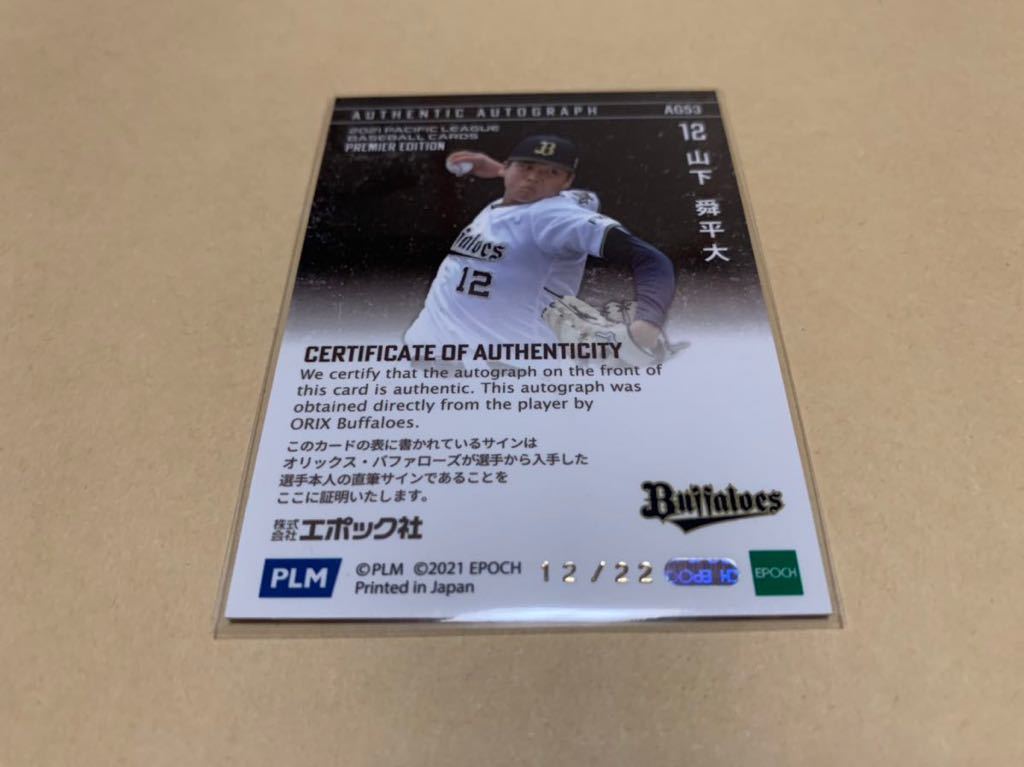 AUTHENTIC AUTOGRAPH
AG53
2021 PACIFIC LEAGUE
BASEBALL CARDS
PREMIER EDITION
12 山下 舜平大
B
Buffaloes
12
CERTIFICATE OF AUTHENTICITY
We certify that the autograph on the front of
this card is authentic. This autograph was
obtained directly from the player by
ORIX Buffaloes.
このカードの表に書かれているサインは
オリックス・バファローズが選手から入手した
選手本人の直筆サインであることを
ここに証明いたします。
Buffaloes
株式会社エポック社
PLM
©PLM ©2021 EPOCH
Printed in Japan
12/22
EPOCH
EPOCH